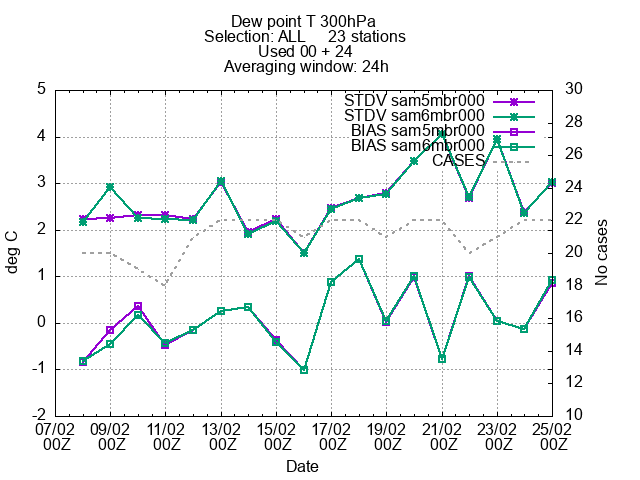 Dew point T 300hPa
Selection: ALL     23 stations
Used 00 + 24
Averaging window: 24h
STDV sam5mbr000
STDV sam6mbr000
BIAS sam5mbr000
BIAS sam6mbr000
CASES
deg C
5
4
3
2
1
0
-1
-2
No cases
30
28
26
24
22
20
18
16
14
12
10
07/02 09/02 11/02 13/02 15/02 17/02 19/02 21/02 23/02 25/02
00Z 00Z 00Z 00Z 00Z 00Z 00Z 00Z 00Z 00Z
Date